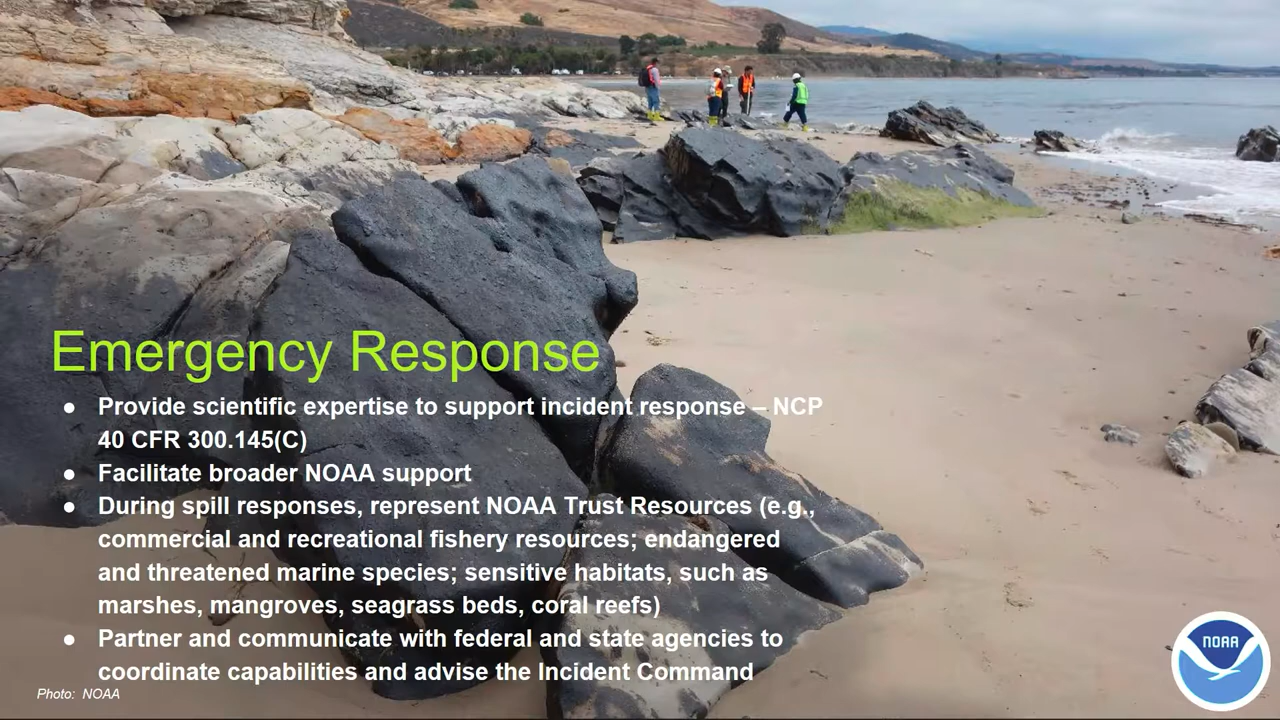 Emergency Response
● Provide scientific expertise to support incident response – NCP
40 CFR 300.145(C)
● Facilitate broader NOAA support
● During spill responses, represent NOAA Trust Resources (e.g.,
commercial and recreational fishery resources; endangered
and threatened marine species; sensitive habitats, such as
marshes, mangroves, seagrass beds, coral reefs)
● Partner and communicate with federal and state agencies to
coordinate capabilities and advise the Incident Command
Photo: NOAA
NOAA